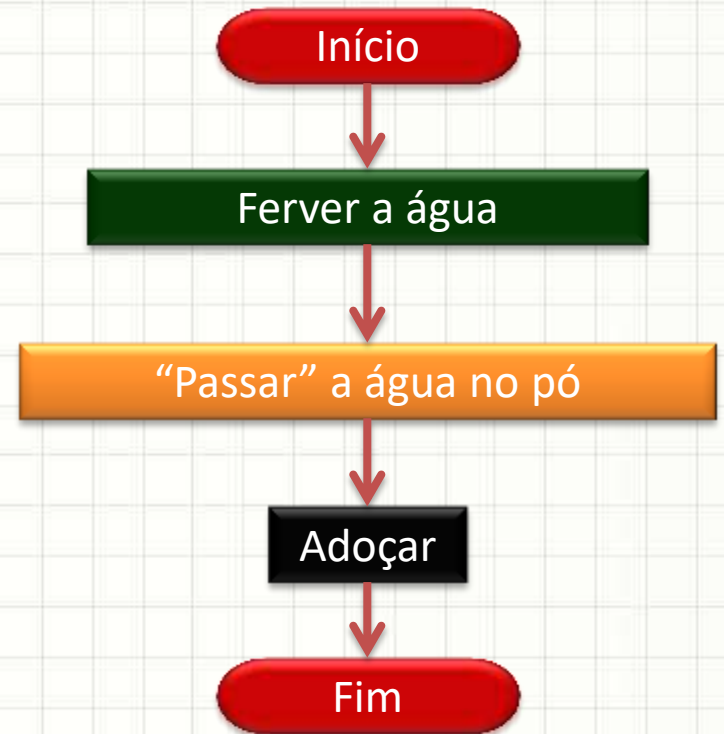 Início
Ferver a água
“Passar” a água no pó
Adoçar
Fim